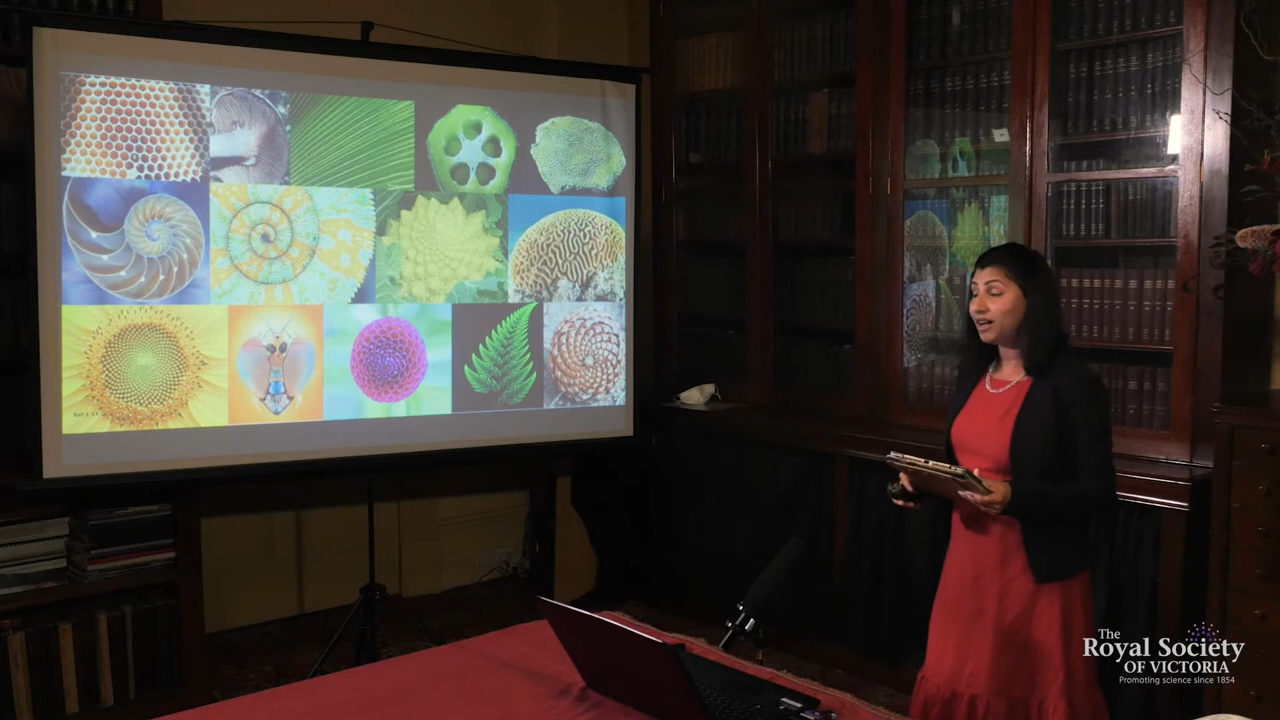 The
Royal Society
OF VICTORIA
Promoting science since 1854